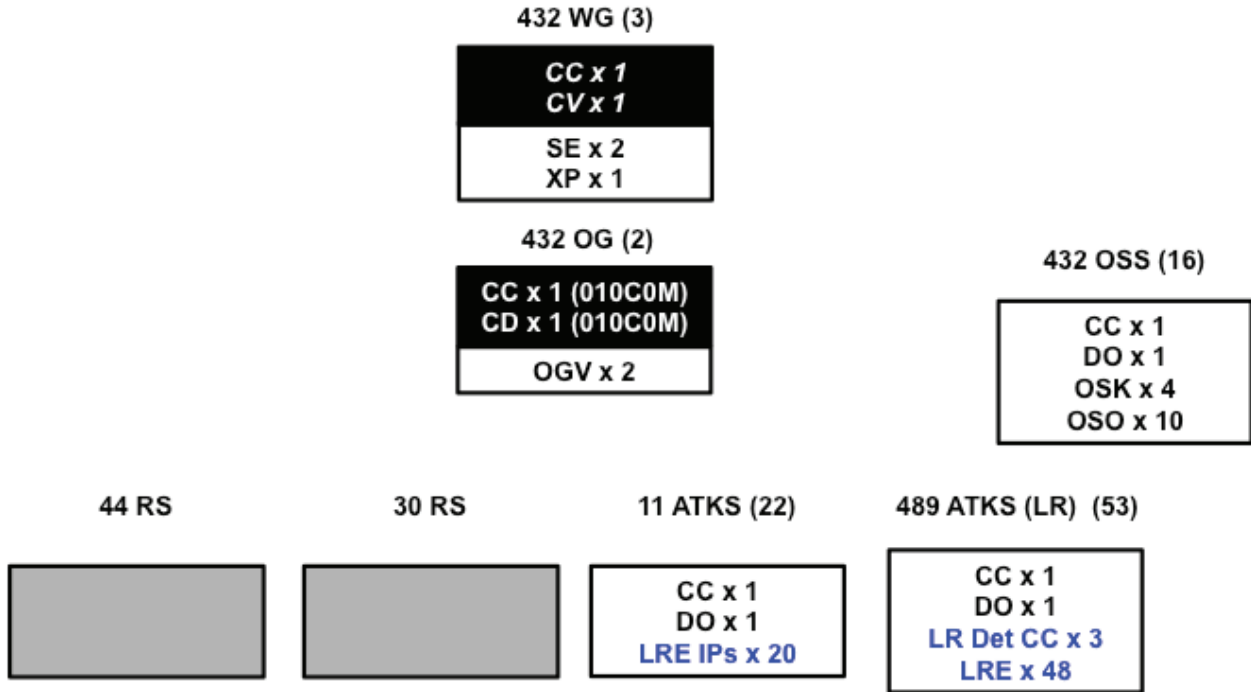 432 WG (3)
CC x 1
CV x 1
SE x 2
XP x 1
432 OG (2)
CC x 1 (010C0M)
CD x 1 (010C0M)
OGV x 2
432 OSS (16)
CC x 1
DO x 1
OSK x 4
OSO x 10
44 RS
30 RS
11 ATKS (22)
CC x 1
DO x 1
LRE IPs x 20
489 ATKS (LR) (53)
CC x 1
DO x 1
LR Det CC x 3
LRE x 48